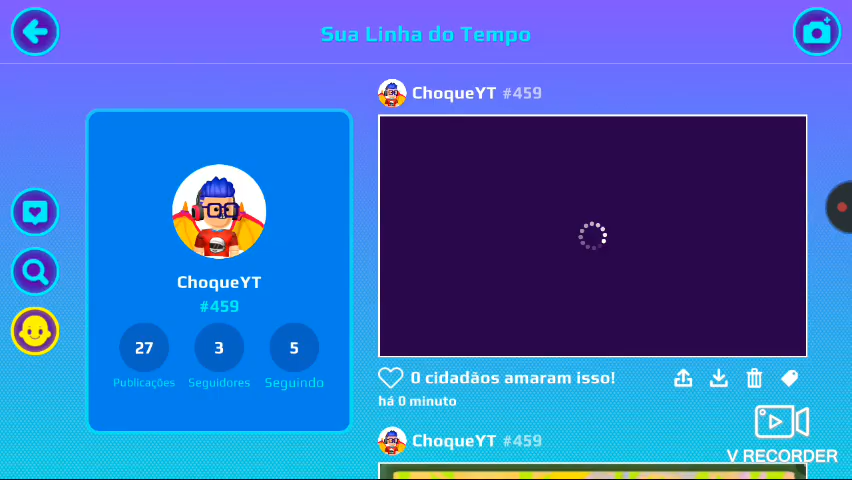 Sua Linha do Tempo
ChoqueYT #459
ChoqueYT
#459
27
3
5
Publicações
Seguidores
Seguindo
0 cidadãos amaram isso!
há 0 minuto
ChoqueYT #459
V RECORDER